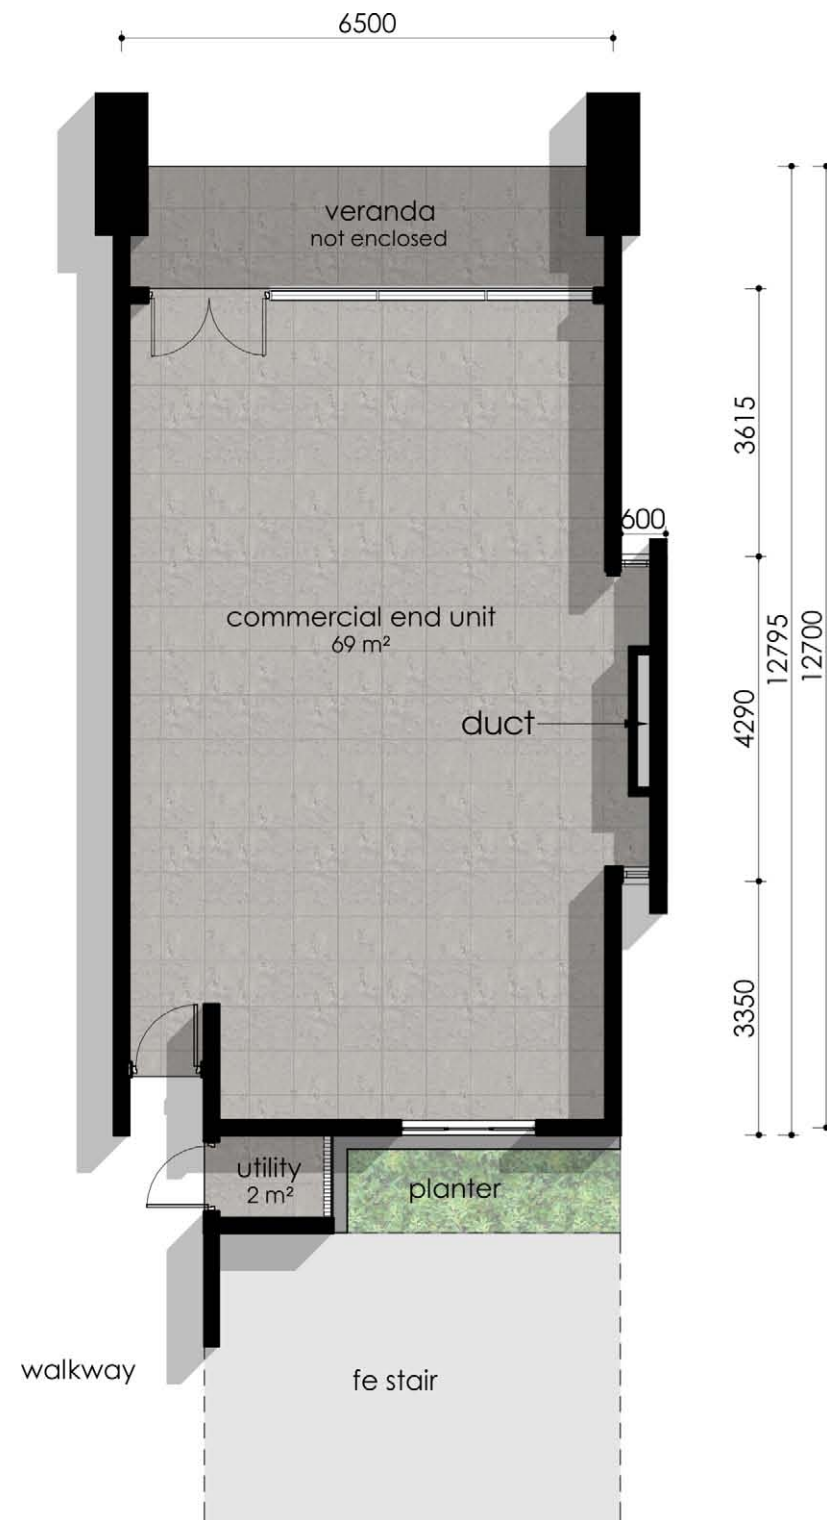 6500
veranda
not enclosed
3615
600
commercial end unit
69 m²
12795
12700
duct
4290
3350
utility
2 m²
planter
walkway
fe stair